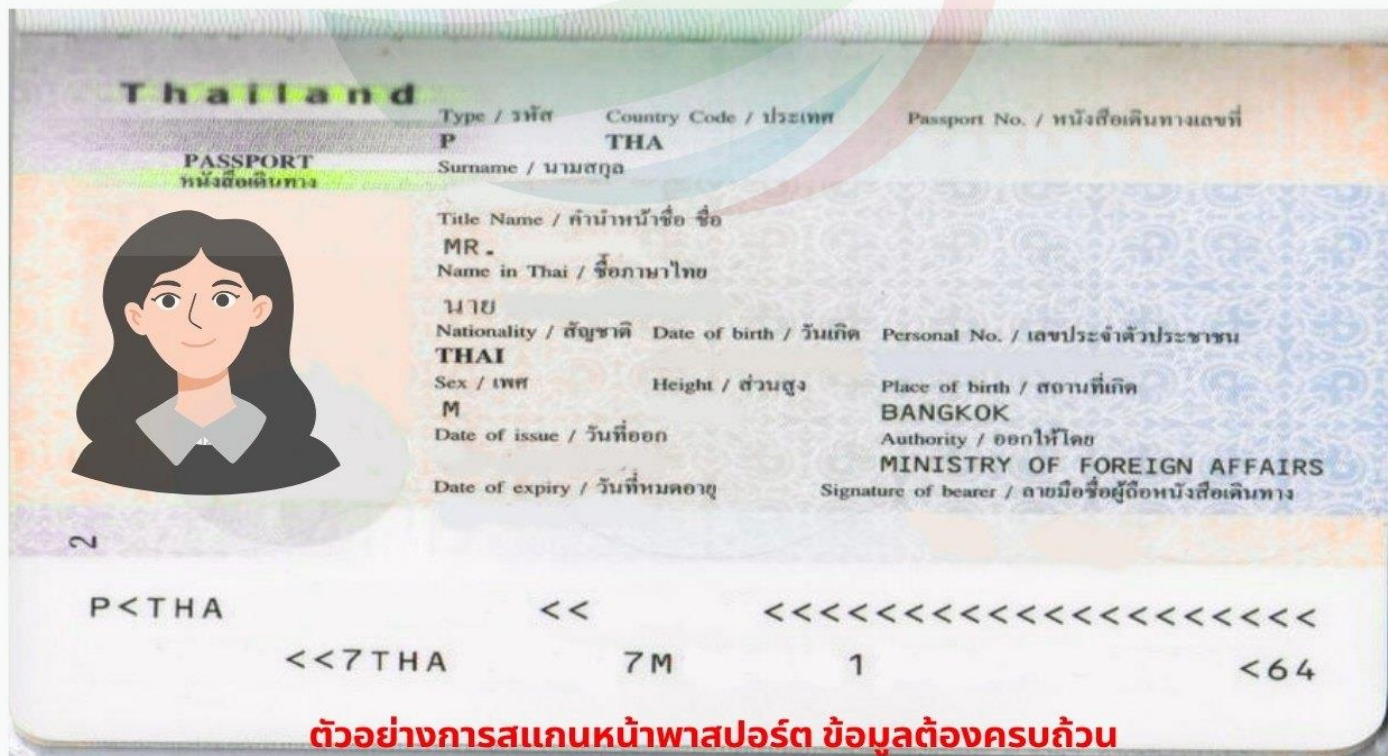 Thailand
PASSPORT
หนังสือเดินทาง
Type / รหัส Country Code / ประเทศ Passport No. / หนังสือเดินทางเลขที่
P THA
Surname / นามสกุล
Title Name / คำนำหน้าชื่อ ชื่อ
MR.
Name in Thai / ชื่อภาษาไทย
นาย
Nationality / สัญชาติ Date of birth / วันเกิด Personal No. / เลขประจำตัวประชาชน
THAI
Sex / เพศ Height / ส่วนสูง Place of birth / สถานที่เกิด
M BANGKOK
Date of issue / วันที่ออก Authority / ออกให้โดย
MINISTRY OF FOREIGN AFFAIRS
Date of expiry / วันที่หมดอายุ Signature of bearer / ลายมือชื่อผู้ถือหนังสือเดินทาง
2
P<THA << <<<<<<<<<<<<<<<<<<<<
<<7THA 7M 1 <64
ตัวอย่างการสแกนหน้าพาสปอร์ต ข้อมูลต้องครบถ้วน